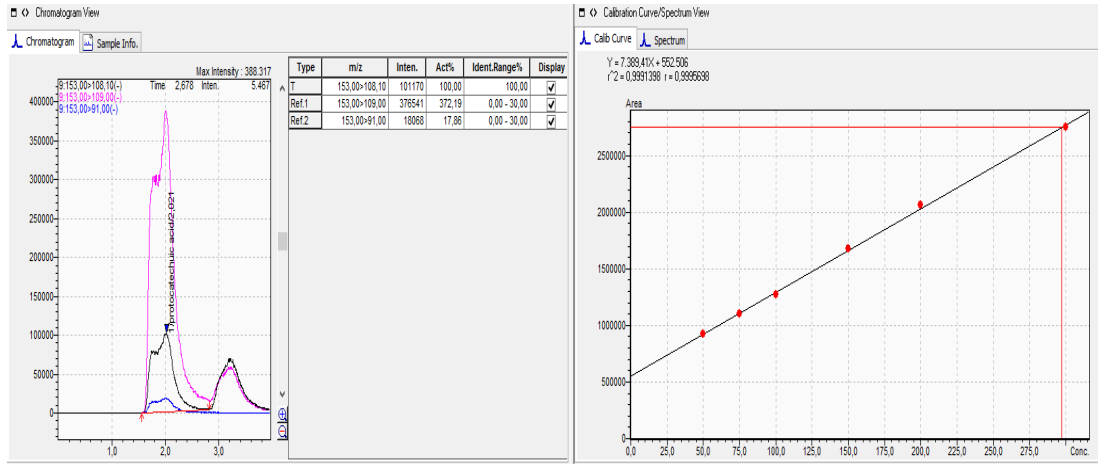 Chromatogram View
Chromatogram Sample Info.
Max Intensity : 388.317
9:153,00>108,10(-) Time 2,678 Inten. 5.467
9:153,00>109,00(-)
9:153,00>91,00(-)
400000
350000
300000
250000
200000
150000
100000
50000
0
1/protocatechuic acid/2,021
1,0 2,0 3,0
Type m/z Inten. Act% Ident.Range% Display
T 153,00>108,10 101170 100,00 100,00
Ref.1 153,00>109,00 376541 372,19 0,00 - 30,00
Ref.2 153,00>91,00 18068 17,86 0,00 - 30,00
Calibration Curve/Spectrum View
Calib Curve Spectrum
Y = 7.389,41X + 552.506
r^2 = 0,9991398 r = 0,9995698
Area
2500000
2000000
1500000
1000000
500000
0
0,0 25,0 50,0 75,0 100,0 125,0 150,0 175,0 200,0 225,0 250,0 275,0 Conc.